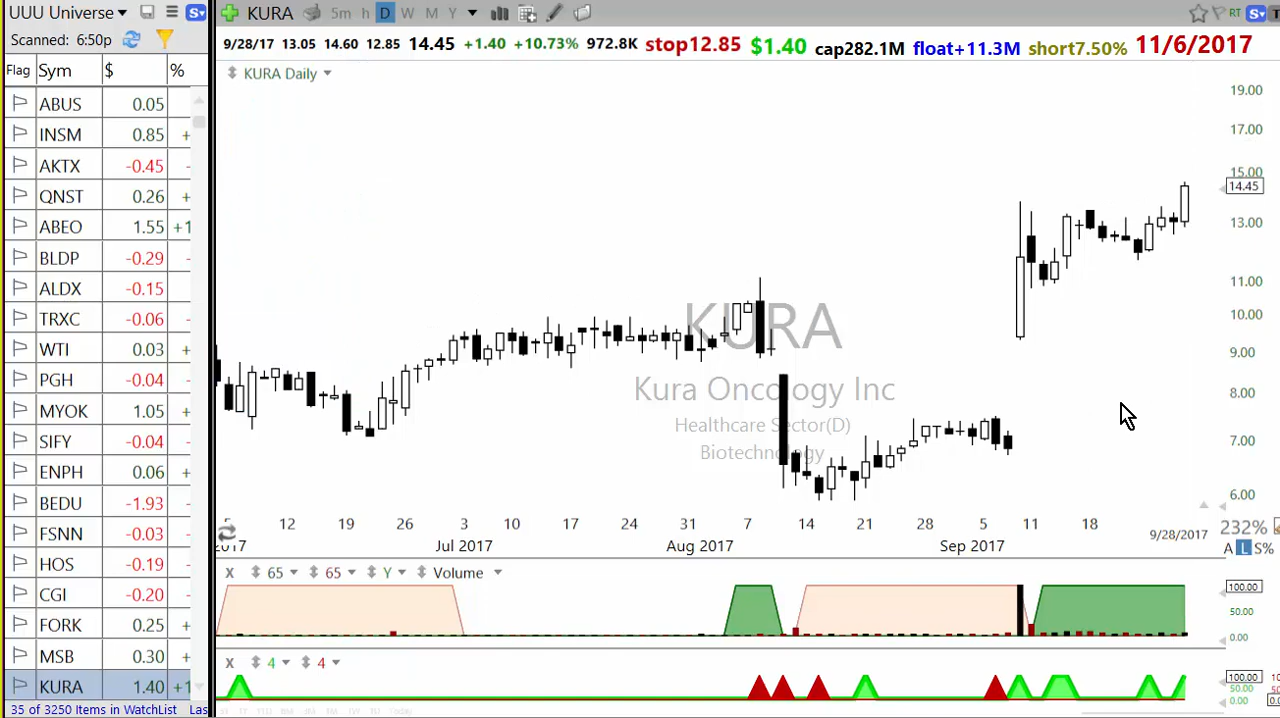 UUU Universe
Scanned: 6:50p
Flag Sym $ %
ABUS 0.05
INSM 0.85 +
AKTX -0.45 -
QNST 0.26 +
ABEO 1.55 +1
BLDP -0.29 -
ALDX -0.15 -
TRXC -0.06 -
WTI 0.03 +
PGH -0.04 -
MYOK 1.05 +
SIFY -0.04 -
ENPH 0.06 +
BEDU -1.93 -
FSNN -0.03 -
HOS -0.19 -
CGI -0.20 -
FORK 0.25 +
MSB 0.30 +
KURA 1.40 +1
35 of 3250 Items in WatchList Las
KURA 5m h D W M Y RT S
9/28/17 13.05 14.60 12.85 14.45 +1.40 +10.73% 972.8K stop12.85 $1.40 cap282.1M float+11.3M short7.50% 11/6/2017
KURA Daily
19.00
17.00
15.00
14.45
13.00
11.00
10.00
9.00
8.00
7.00
6.00
KURA
Kura Oncology Inc
Healthcare Sector(D)
Biotechnology
5 12 19 26 3 10 17 24 31 7 14 21 28 5 11 18 232%
2017 Jul 2017 Aug 2017 Sep 2017 9/28/2017 A L S%
X 65 65 Y Volume
100.00
50.00
0.00
X 4 4
100.00
50.00
0.00